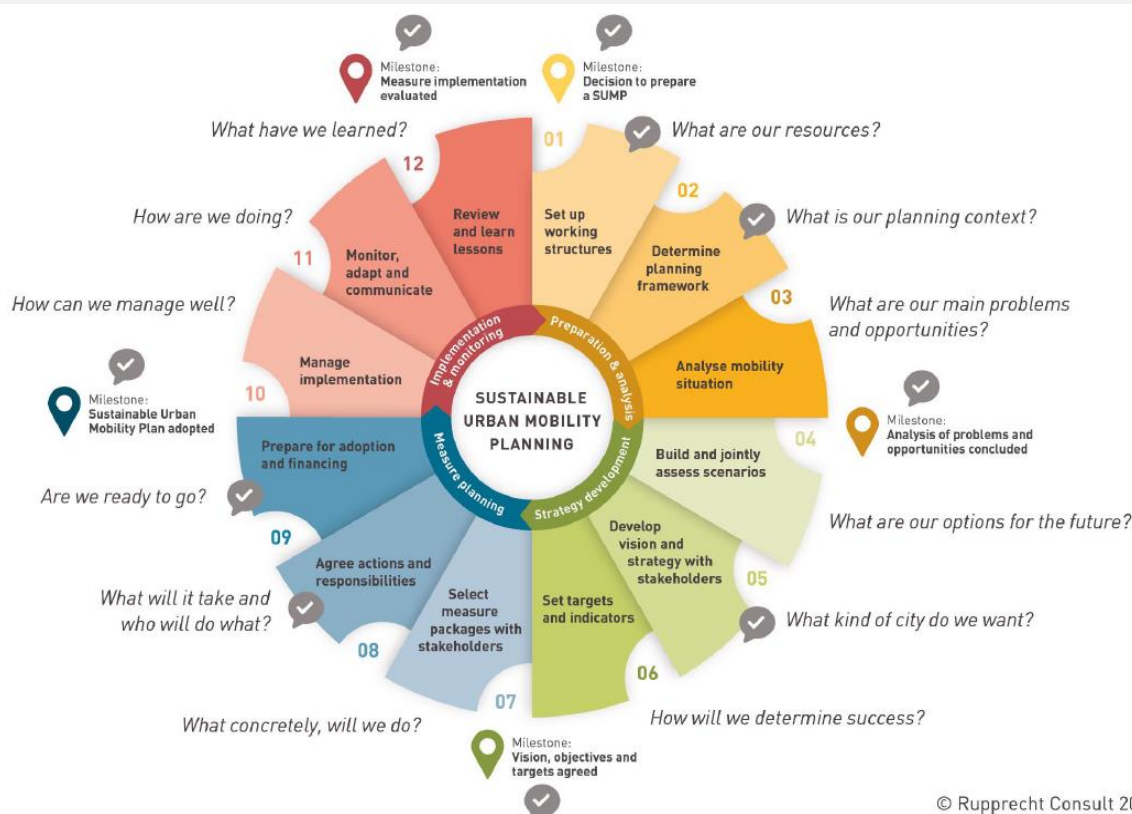 Milestone:
Measure implementation
evaluated
Milestone:
Decision to prepare
a SUMP
What have we learned?
What are our resources?
12
01
How are we doing?
02
What is our planning context?
Review
and learn
lessons
Set up
working
structures
11
Monitor,
adapt and
communicate
Determine
planning
framework
03
How can we manage well?
What are our main problems
and opportunities?
Manage
implementation
Analyse mobility
situation
10
Implementation
& monitoring
Preparation & analysis
Measure planning
Strategy development
SUSTAINABLE
URBAN MOBILITY
PLANNING
Milestone:
Sustainable Urban
Mobility Plan adopted
Milestone:
Analysis of problems and
opportunities concluded
04
Prepare for adoption
and financing
Build and jointly
assess scenarios
Are we ready to go?
What are our options for the future?
09
Agree actions and
responsibilities
Develop
vision and
strategy with
stakeholders
05
What will it take and
who will do what?
Select
measure
packages with
stakeholders
Set targets
and indicators
What kind of city do we want?
08
07
06
What concretely, will we do?
How will we determine success?
Milestone:
Vision, objectives and
targets agreed
© Rupprecht Consult